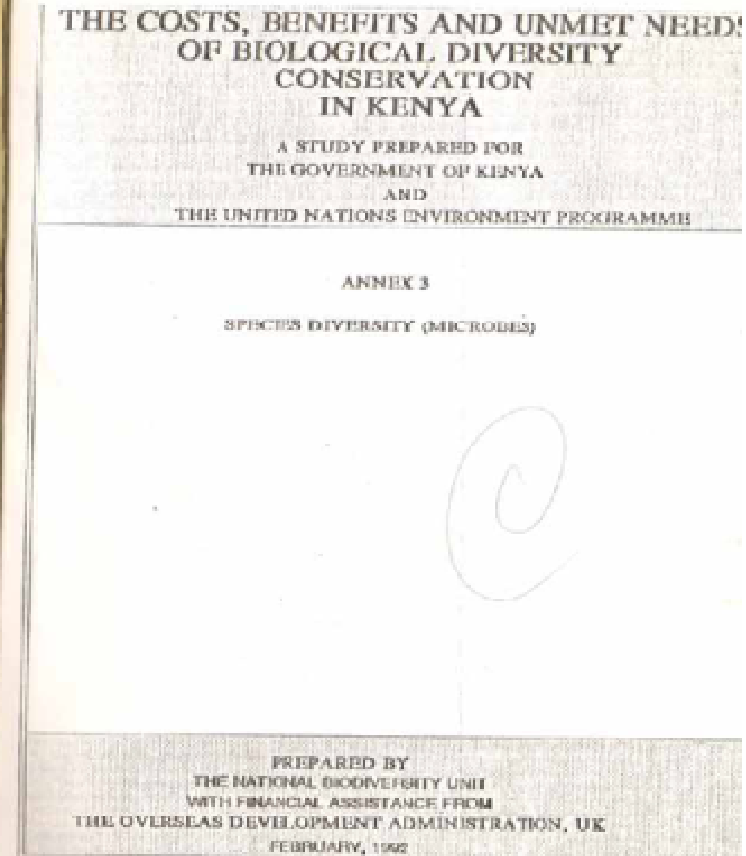 THE COSTS, BENEFITS AND UNMET NEEDS
OF BIOLOGICAL DIVERSITY
CONSERVATION
IN KENYA
A STUDY PREPARED FOR
THE GOVERNMENT OF KENYA
AND
THE UNITED NATIONS ENVIRONMENT PROGRAMME
ANNEX 3
SPECIES DIVERSITY (MICROBES)
PREPARED BY
THE NATIONAL BIODIVERSITY UNIT
WITH FINANCIAL ASSISTANCE FROM
THE OVERSEAS DEVELOPMENT ADMINISTRATION, UK
FEBRUARY, 1992